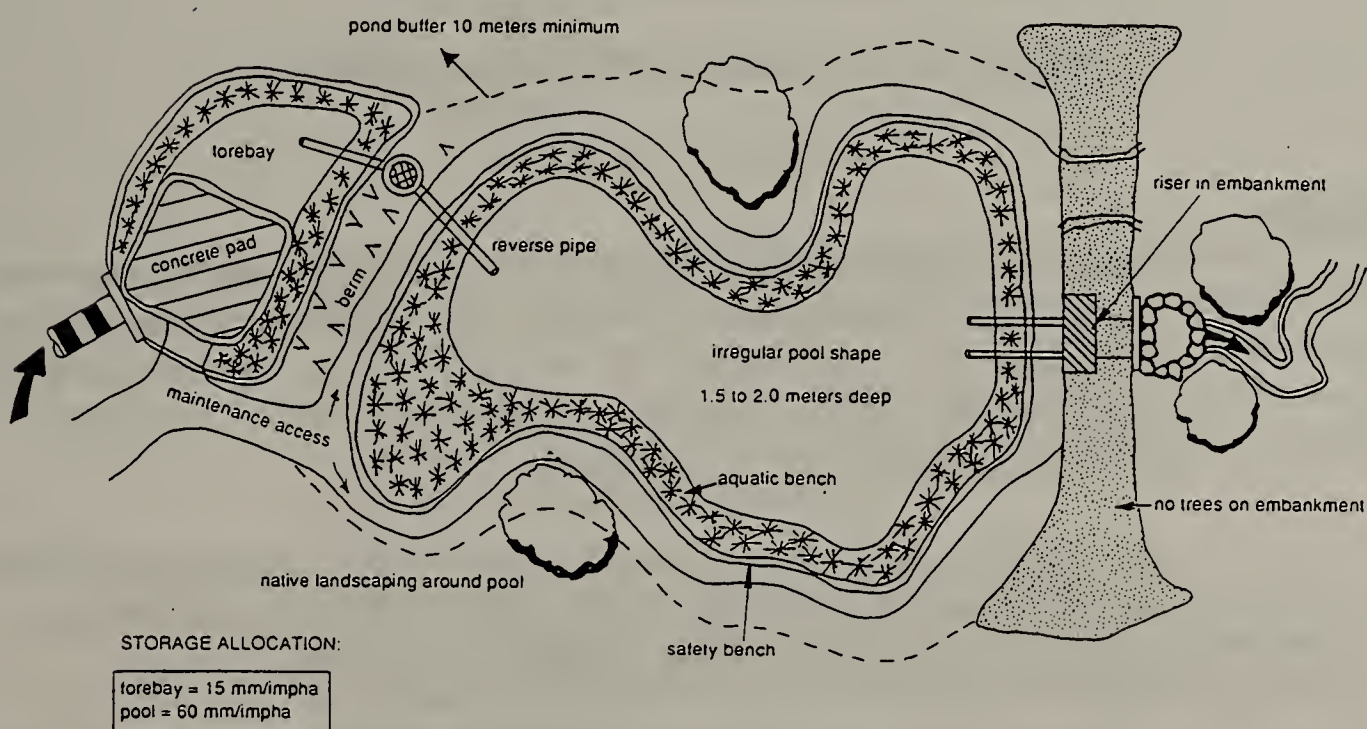 pond buffer 10 meters minimum
forebay
concrete pad
berm
reverse pipe
riser in embankment
irregular pool shape
1.5 to 2.0 meters deep
maintenance access
aquatic bench
no trees on embankment
native landscaping around pool
safety bench
STORAGE ALLOCATION:
forebay = 15 mm/impha
pool = 60 mm/impha